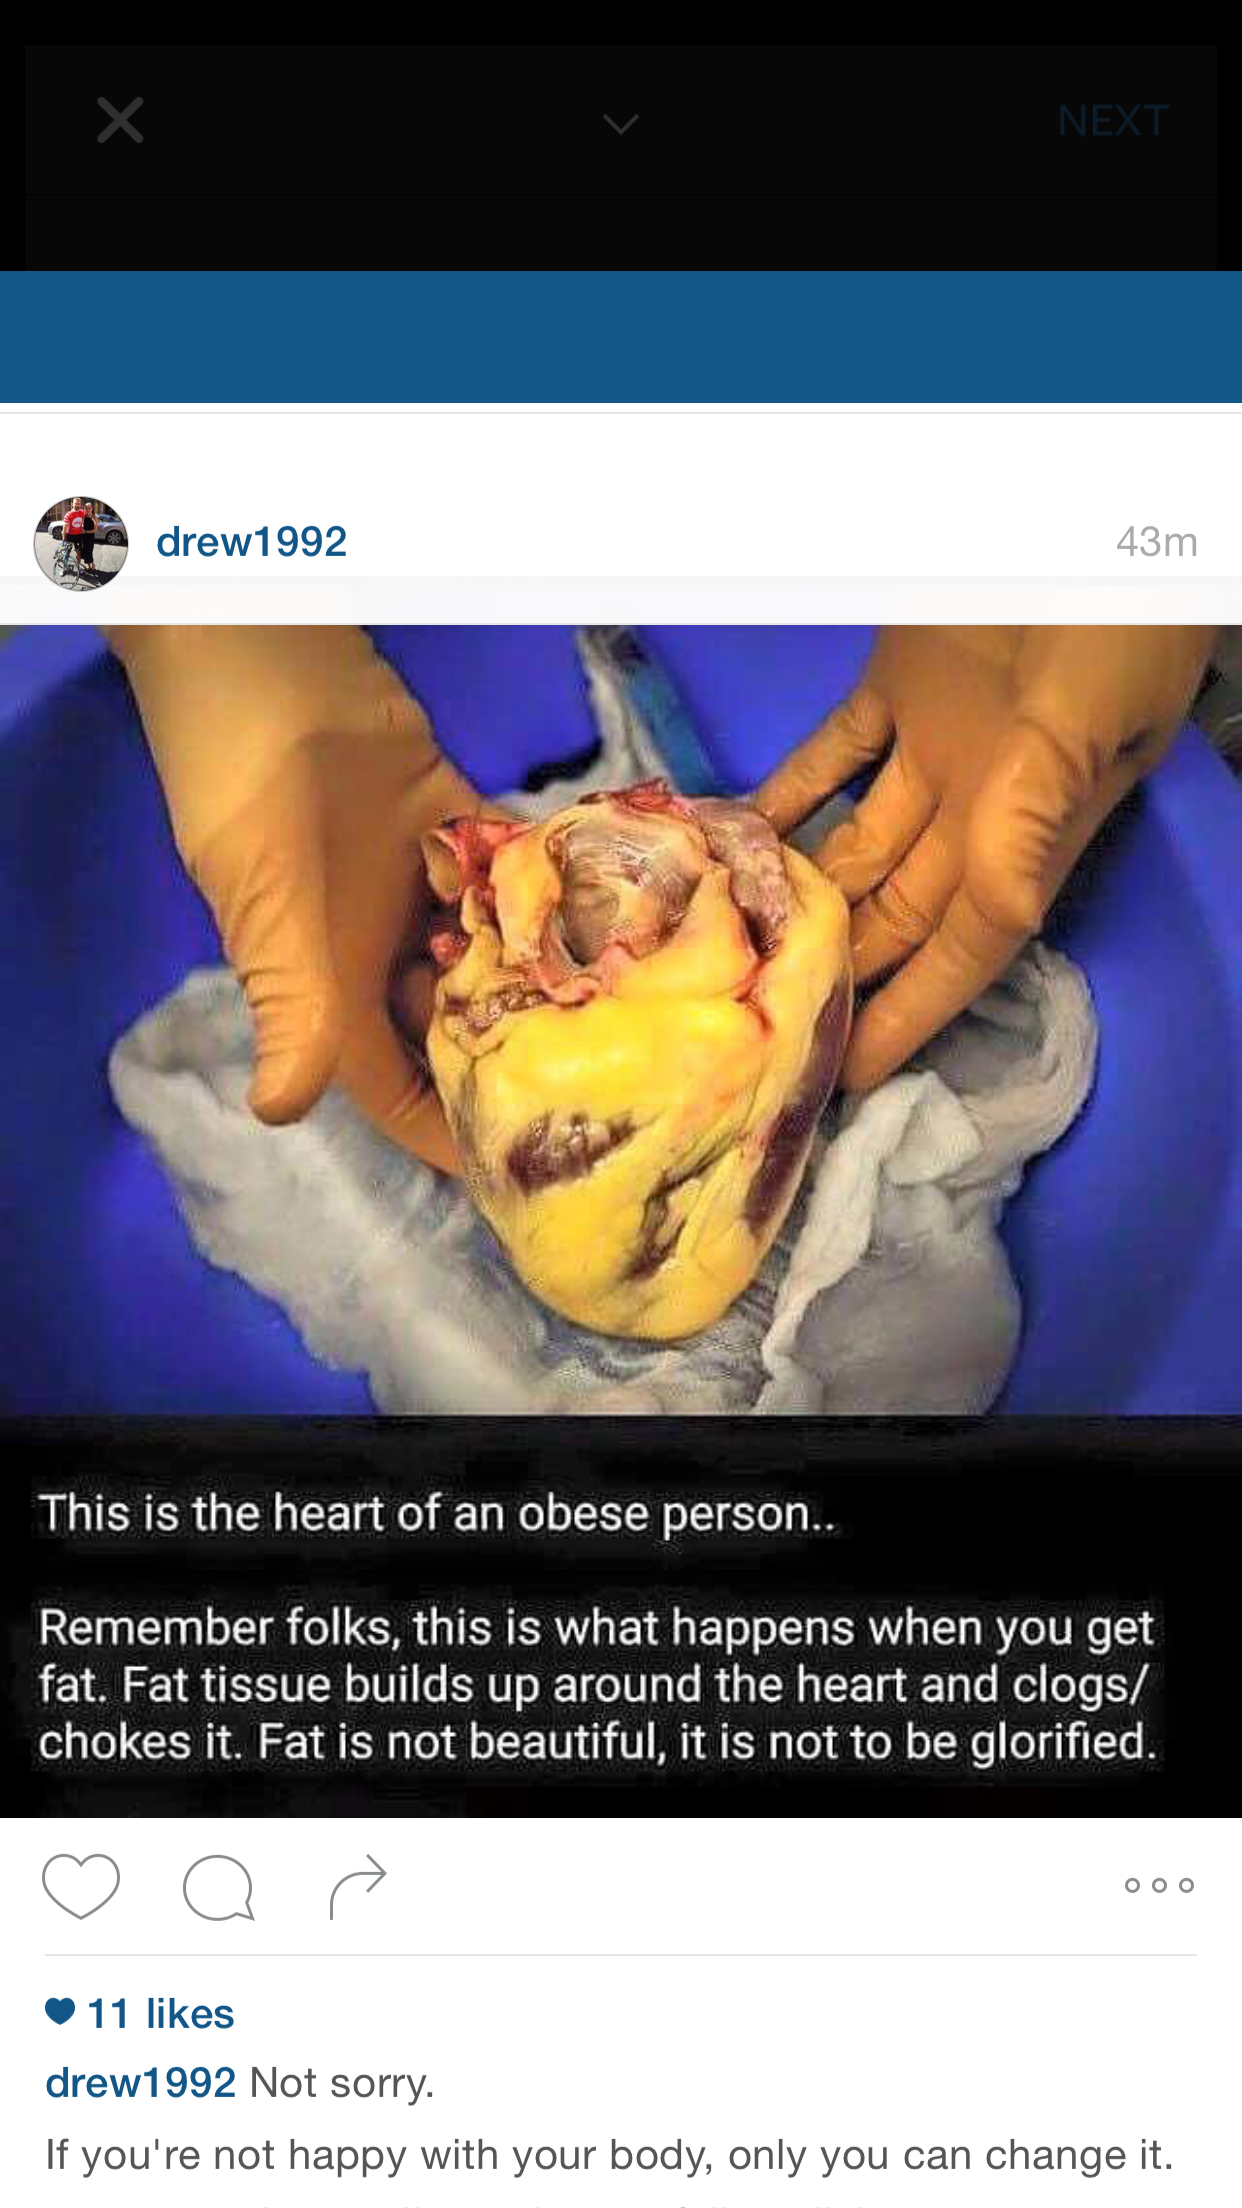 NEXT
drew1992 43m
This is the heart of an obese person..
Remember folks, this is what happens when you get
fat. Fat tissue builds up around the heart and clogs/
chokes it. Fat is not beautiful, it is not to be glorified.
11 likes
drew1992 Not sorry.
If you're not happy with your body, only you can change it.